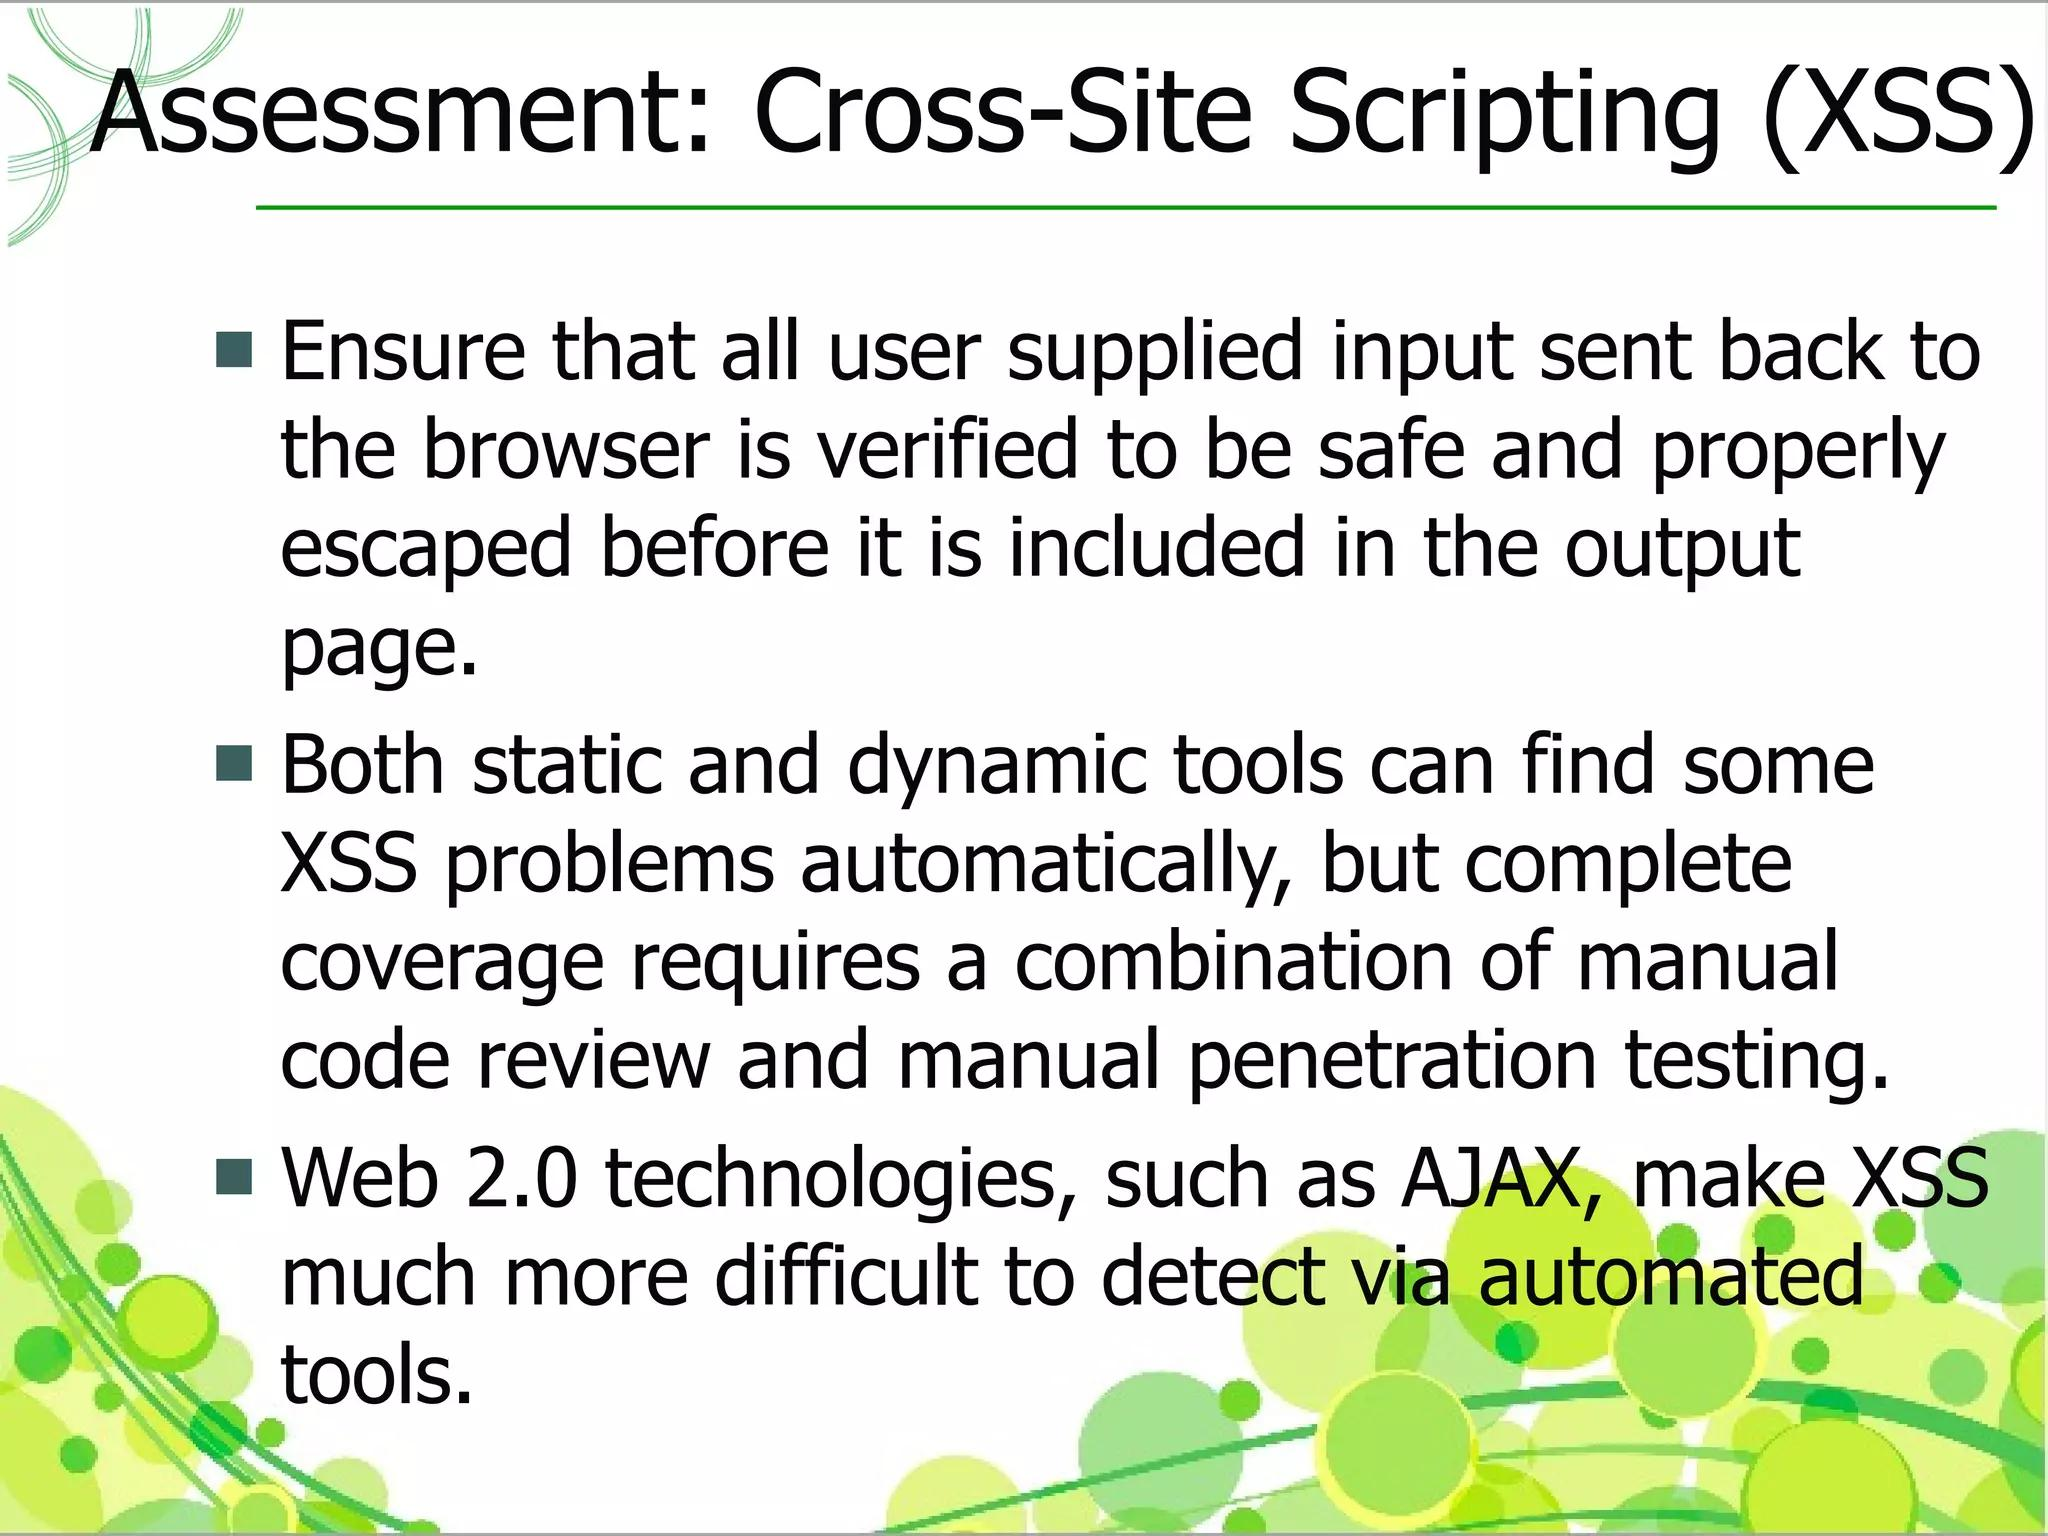 Assessment: Cross-Site Scripting (XSS)
Ensure that all user supplied input sent back to
the browser is verified to be safe and properly
escaped before it is included in the output
page.
Both static and dynamic tools can find some
XSS problems automatically, but complete
coverage requires a combination of manual
code review and manual penetration testing.
Web 2.0 technologies, such as AJAX, make XSS
much more difficult to detect via automated
tools.